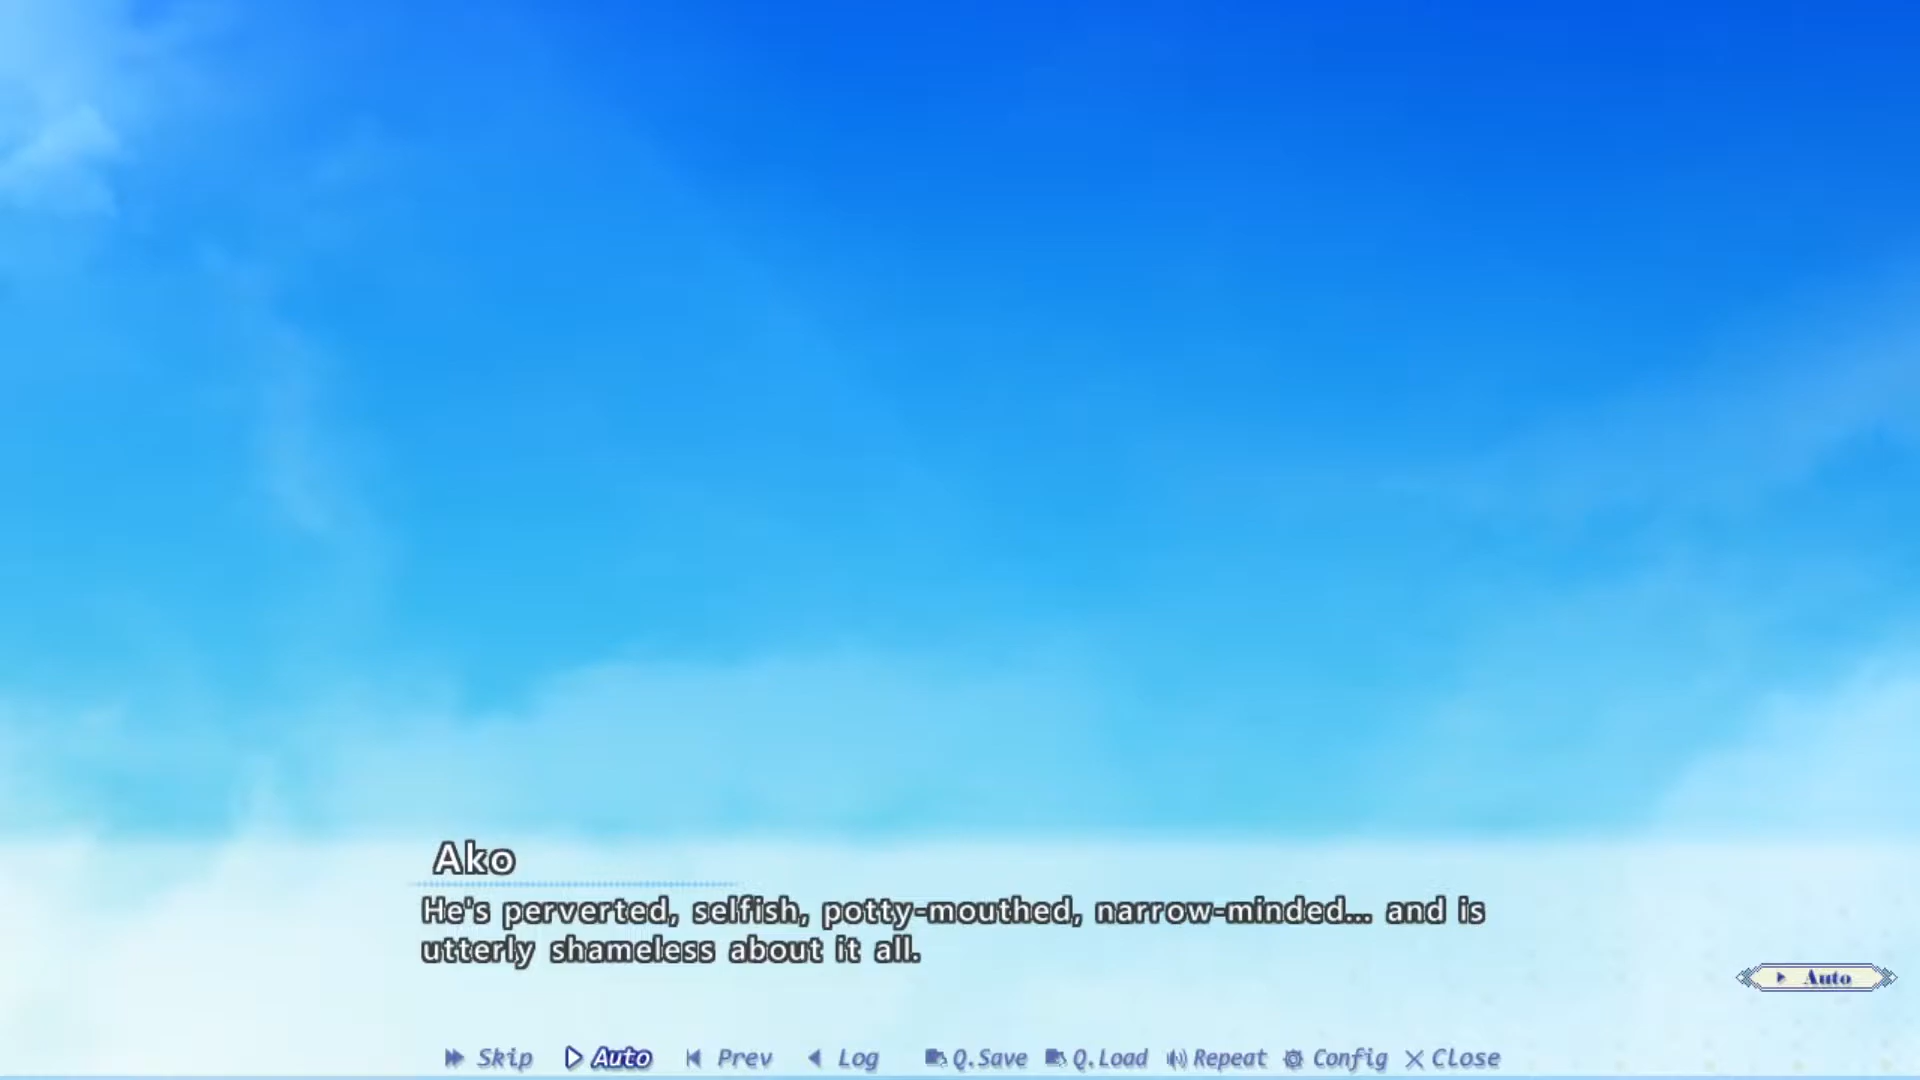 Ako
He's perverted, selfish, potty-mouthed, narrow-minded... and is
utterly shameless about it all.
Auto
Skip Auto Prev Log Q.Save Q.Load Repeat Config Close